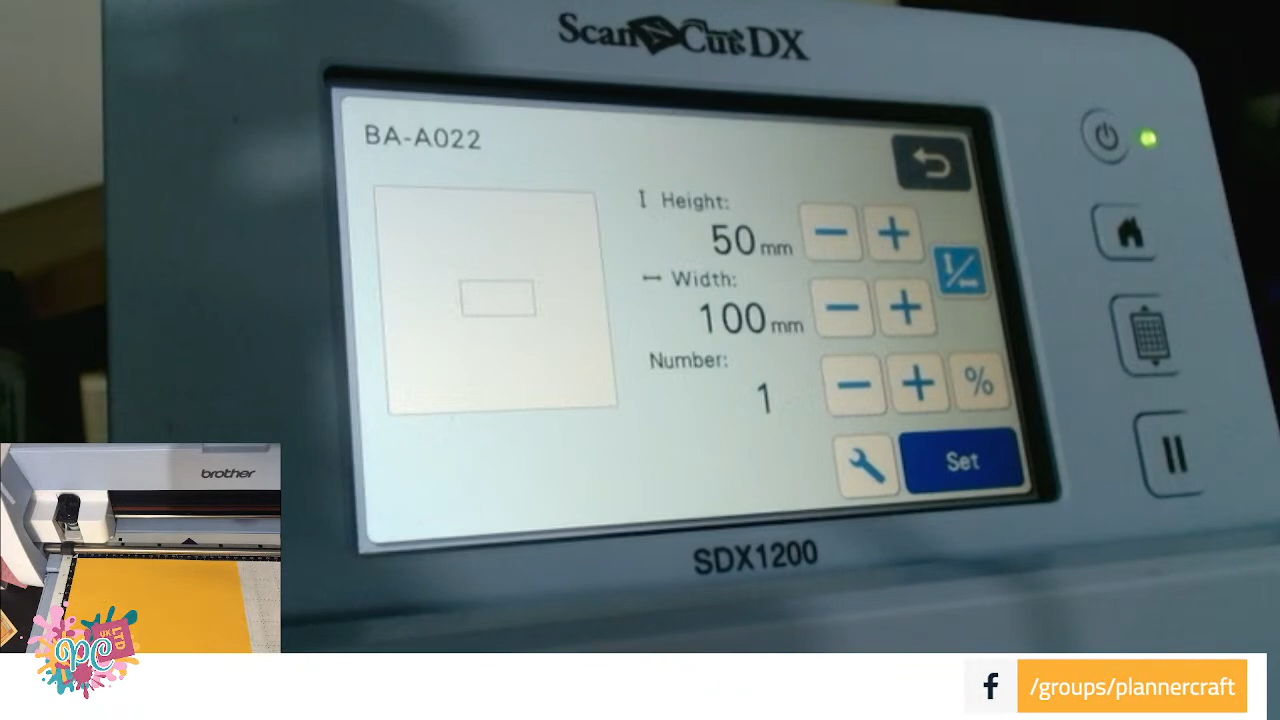 ScanNCut DX
BA-A022
Height:
50 mm
Width:
100 mm
Number:
1
%
Set
SDX1200
brother
PC
UK
LTD
f /groups/plannercraft